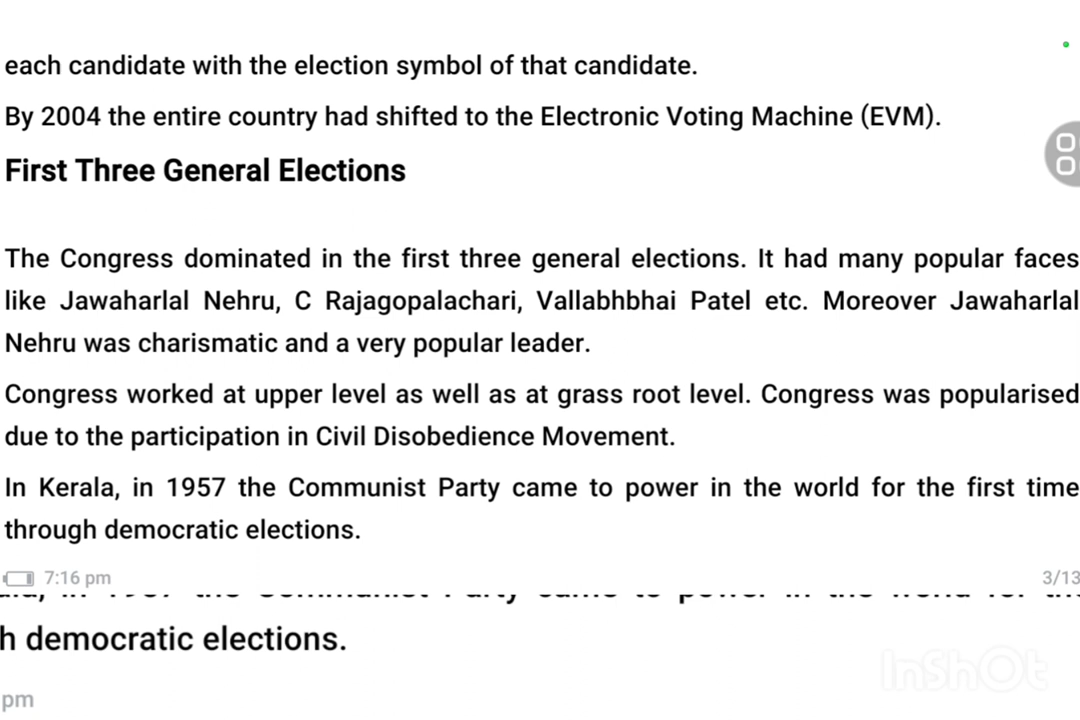 each candidate with the election symbol of that candidate.
By 2004 the entire country had shifted to the Electronic Voting Machine (EVM).
First Three General Elections
The Congress dominated in the first three general elections. It had many popular faces
like Jawaharlal Nehru, C Rajagopalachari, Vallabhbhai Patel etc. Moreover Jawaharlal
Nehru was charismatic and a very popular leader.
Congress worked at upper level as well as at grass root level. Congress was popularised
due to the participation in Civil Disobedience Movement.
In Kerala, in 1957 the Communist Party came to power in the world for the first time
through democratic elections.
7:16 pm 3/13
h democratic elections.
InShOt
pm